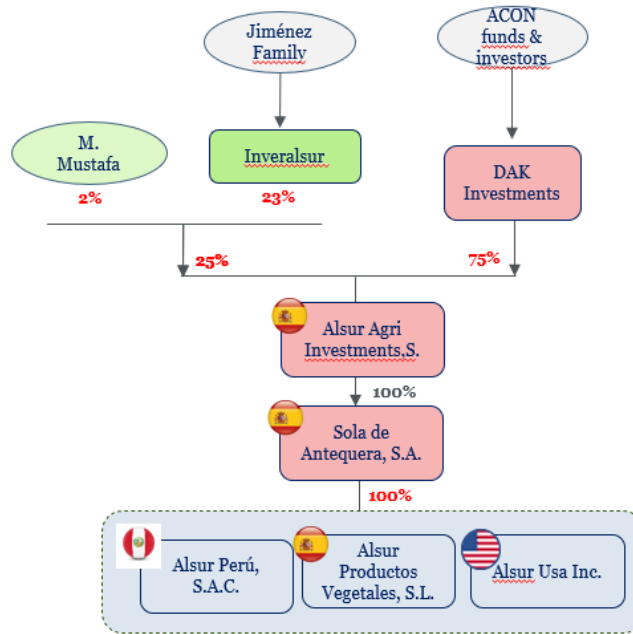 Jiménez
Family
ACON
funds &
investors
M.
Mustafa
Inveralsur
DAK
Investments
2%
23%
25%
75%
Alsur Agri
Investments,S.
100%
Sola de
Antequera, S.A.
100%
Alsur Perú,
S.A.C.
Alsur
Productos
Vegetales, S.L.
Alsur Usa Inc.